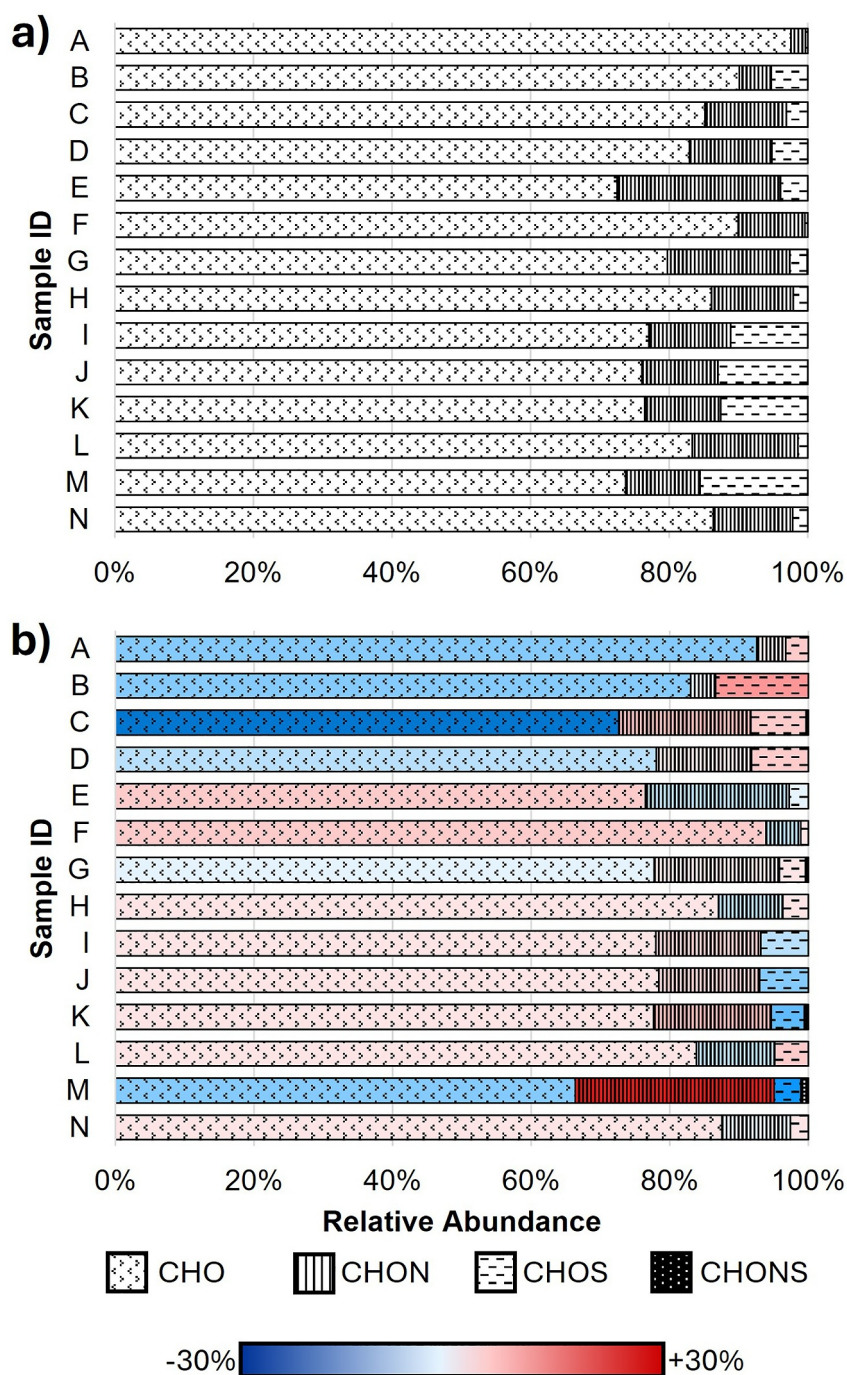 a)
A
B
C
D
E
F
G
H
I
J
K
L
M
N
Sample ID
0% 20% 40% 60% 80% 100%
b)
A
B
C
D
E
F
G
H
I
J
K
L
M
N
Sample ID
0% 20% 40% 60% 80% 100%
Relative Abundance
CHO CHON CHOS CHONS
-30% +30%